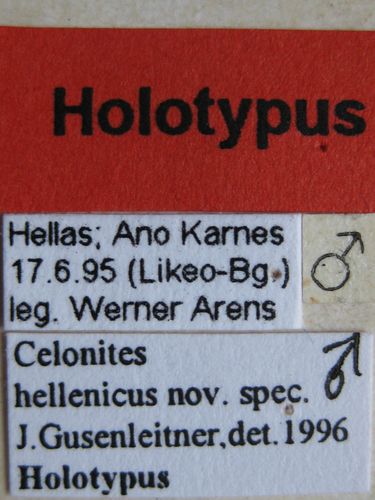 Holotypus
Hellas; Ano Karnes
17.6.95 (Likeo-Bg.) ♂
leg. Werner Arens
Celonites ♂
hellenicus nov. spec.
J.Gusenleitner,det.1996
Holotypus